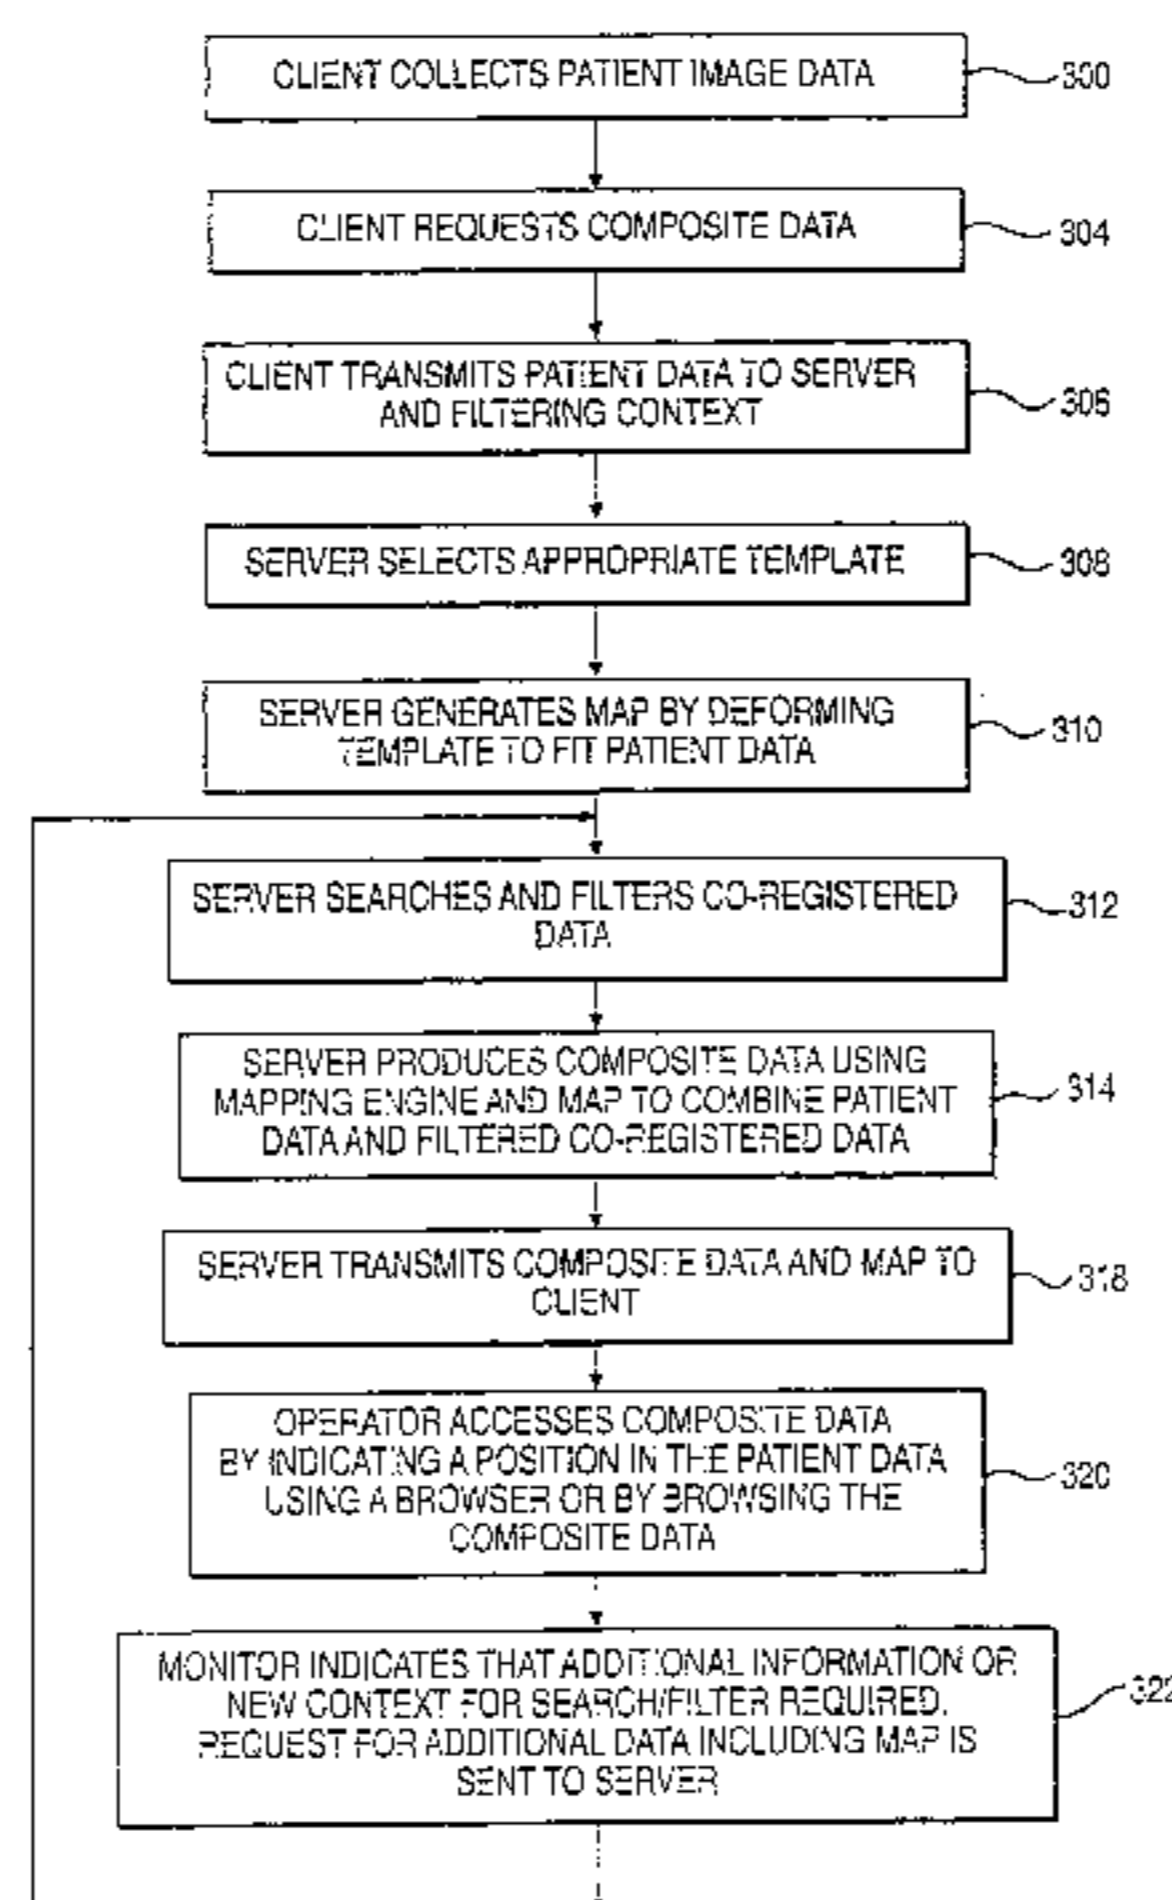 CLIENT COLLECTS PATIENT IMAGE DATA
300
CLIENT REQUESTS COMPOSITE DATA
304
CLIENT TRANSMITS PATIENT DATA TO SERVER
AND FILTERING CONTEXT
306
SERVER SELECTS APPROPRIATE TEMPLATE
308
SERVER GENERATES MAP BY DEFORMING
TEMPLATE TO FIT PATIENT DATA
310
SERVER SEARCHES AND FILTERS CO-REGISTERED
DATA
312
SERVER PRODUCES COMPOSITE DATA USING
MAPPING ENGINE AND MAP TO COMBINE PATIENT
DATA AND FILTERED CO-REGISTERED DATA
314
SERVER TRANSMITS COMPOSITE DATA AND MAP TO
CLIENT
318
OPERATOR ACCESSES COMPOSITE DATA
BY INDICATING A POSITION IN THE PATIENT DATA
USING A BROWSER OR BY BROWSING THE
COMPOSITE DATA
320
MONITOR INDICATES THAT ADDITIONAL INFORMATION OR
NEW CONTEXT FOR SEARCH/FILTER REQUIRED.
REQUEST FOR ADDITIONAL DATA INCLUDING MAP IS
SENT TO SERVER
322